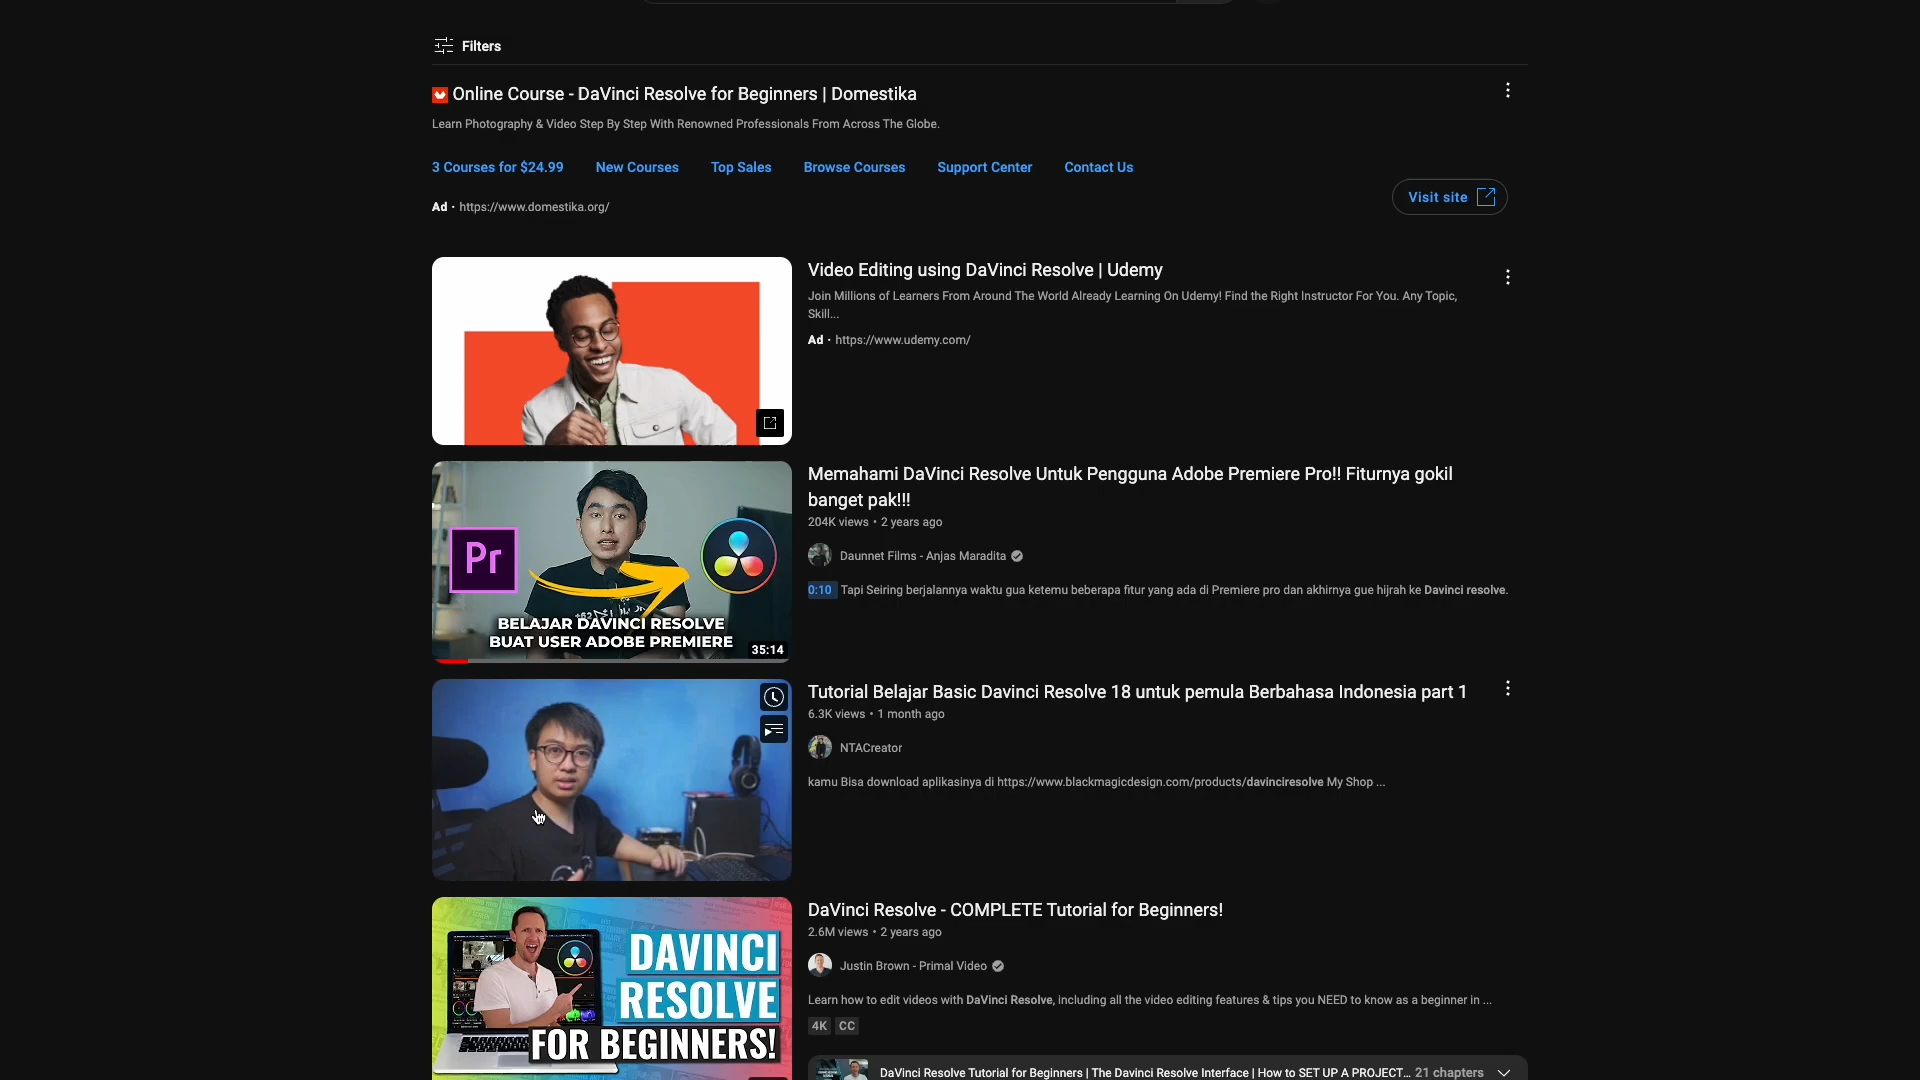 Filters
Online Course - DaVinci Resolve for Beginners | Domestika
Learn Photography & Video Step By Step With Renowned Professionals From Across The Globe.
3 Courses for $24.99 New Courses Top Sales Browse Courses Support Center Contact Us
Visit site
Ad · https://www.domestika.org/
Video Editing using DaVinci Resolve | Udemy
Join Millions of Learners From Around The World Already Learning On Udemy! Find the Right Instructor For You. Any Topic,
Skill...
Ad · https://www.udemy.com/
Pr
BELAJAR DAVINCI RESOLVE
BUAT USER ADOBE PREMIERE
35:14
Memahami DaVinci Resolve Untuk Pengguna Adobe Premiere Pro!! Fiturnya gokil
banget pak!!!
204K views • 2 years ago
Daunnet Films - Anjas Maradita
0:10 Tapi Seiring berjalannya waktu gua ketemu beberapa fitur yang ada di Premiere pro dan akhirnya gue hijrah ke Davinci resolve.
Tutorial Belajar Basic Davinci Resolve 18 untuk pemula Berbahasa Indonesia part 1
6.3K views • 1 month ago
NTACreator
kamu Bisa download aplikasinya di https://www.blackmagicdesign.com/products/davinciresolve My Shop ...
DAVINCI
RESOLVE
FOR BEGINNERS!
DaVinci Resolve - COMPLETE Tutorial for Beginners!
2.6M views • 2 years ago
Justin Brown - Primal Video
Learn how to edit videos with DaVinci Resolve, including all the video editing features & tips you NEED to know as a beginner in ...
4K CC
DaVinci Resolve Tutorial for Beginners | The Davinci Resolve Interface | How to SET UP A PROJECT... 21 chapters